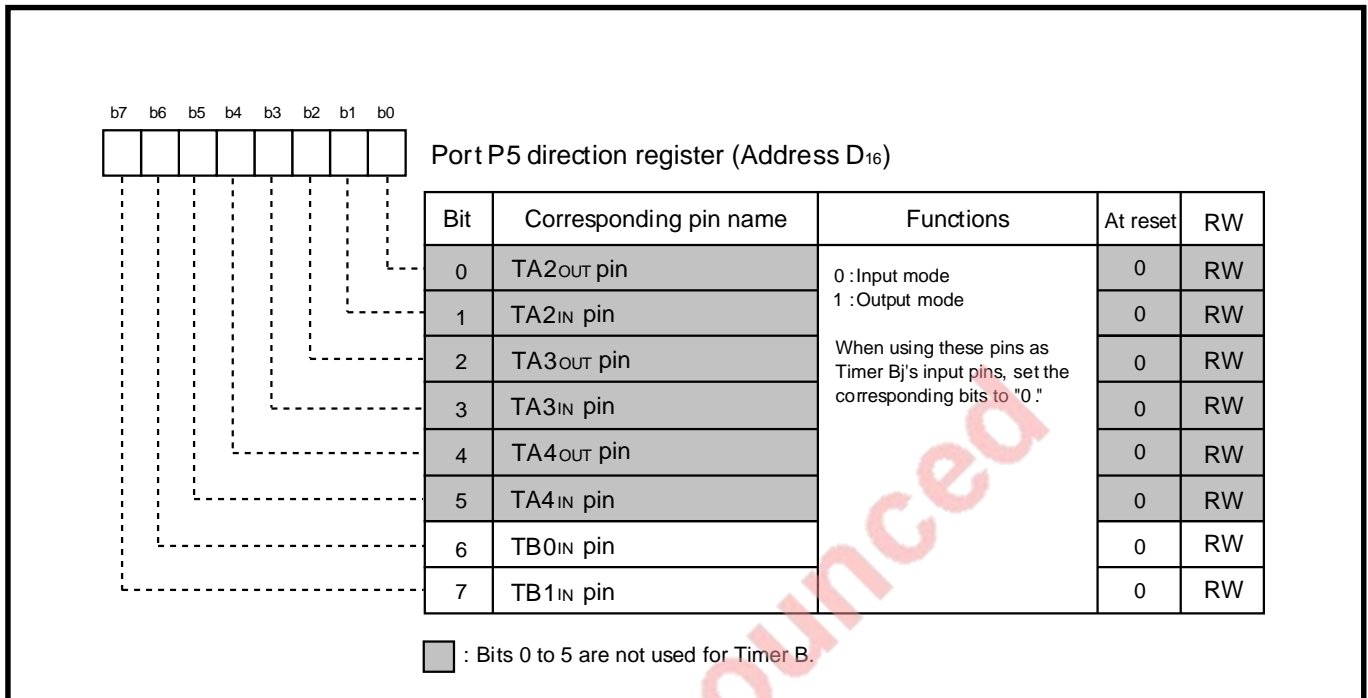 b7 b6 b5 b4 b3 b2 b1 b0
Port P5 direction register (Address D16)
Bit Corresponding pin name Functions At reset RW
0 TA2OUT pin 0 RW
1 TA2IN pin 0 RW
2 TA3OUT pin 0 RW
3 TA3IN pin 0 RW
4 TA4OUT pin 0 RW
5 TA4IN pin 0 RW
6 TB0IN pin 0 RW
7 TB1IN pin 0 RW
0 : Input mode
1 : Output mode
When using these pins as
Timer Bj's input pins, set the
corresponding bits to "0."
: Bits 0 to 5 are not used for Timer B.
ounced